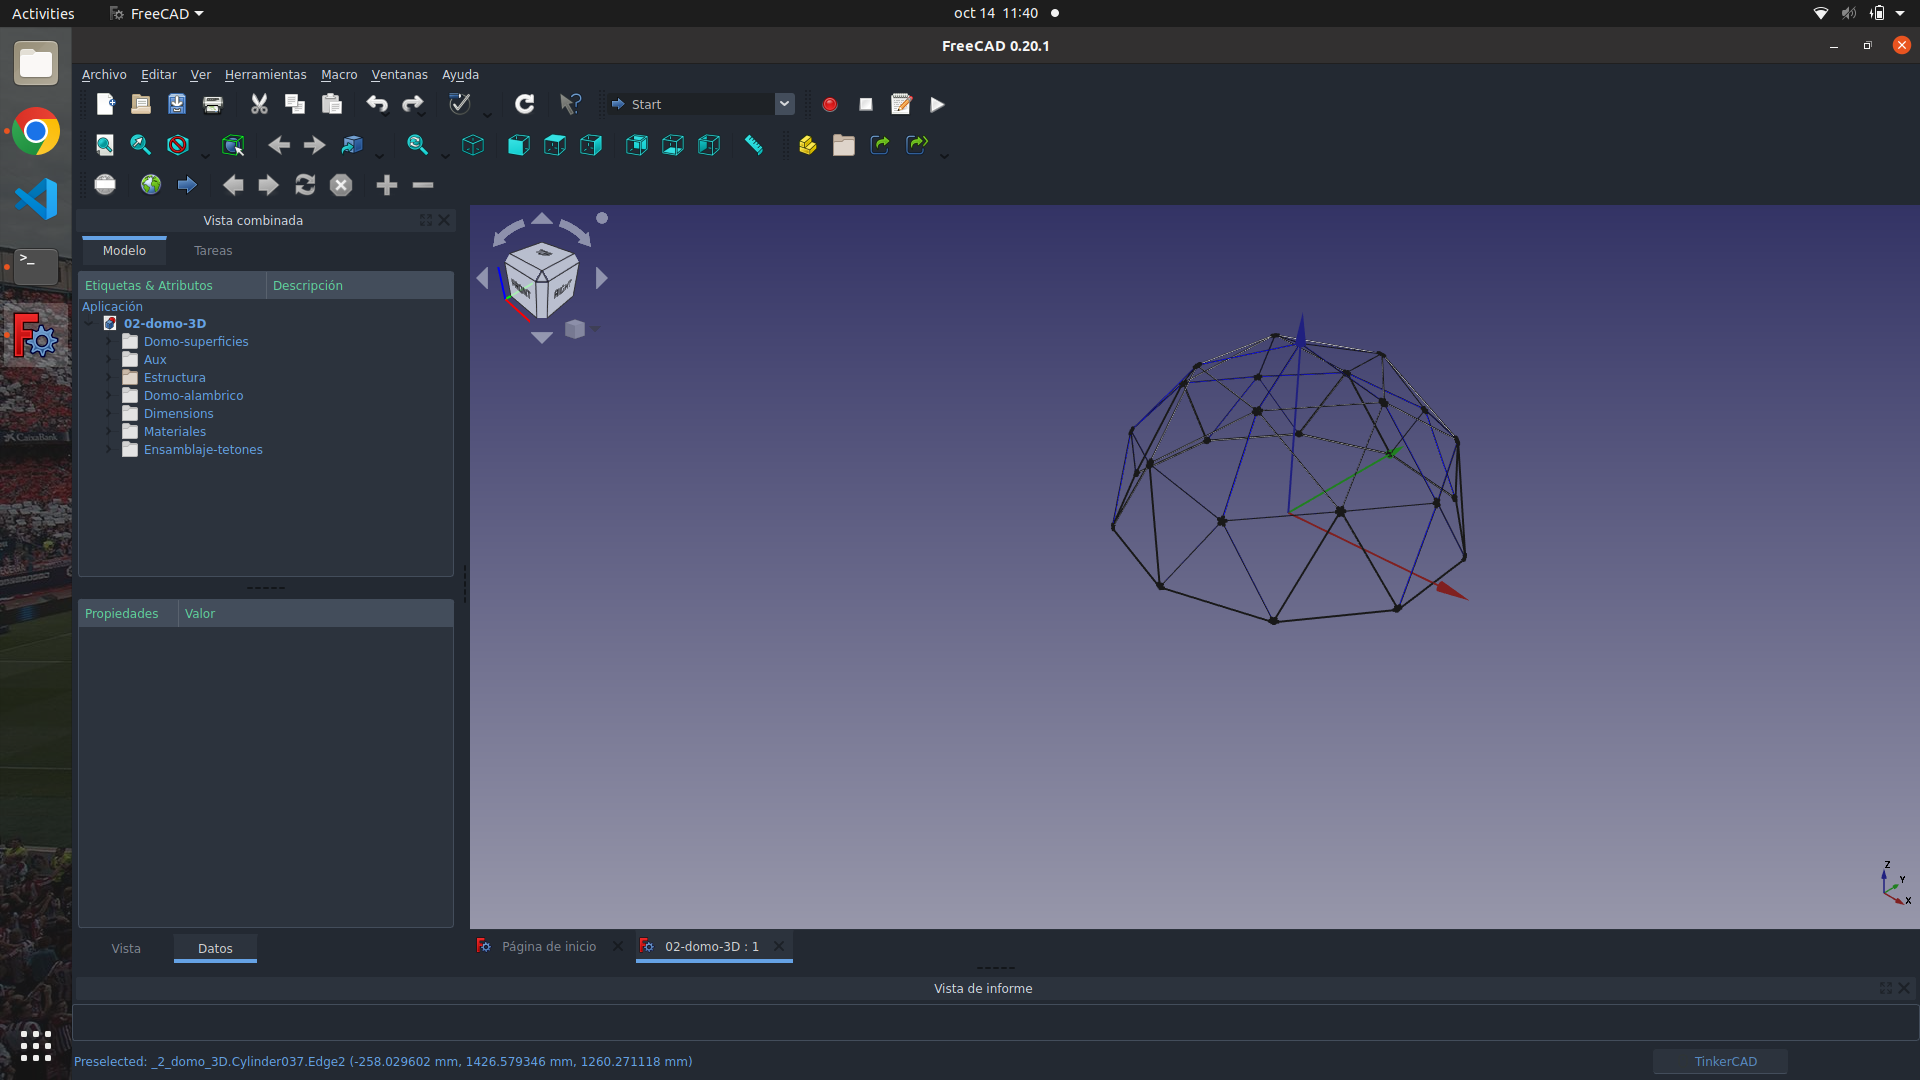 Activities
FreeCAD
oct 14 11:40
FreeCAD 0.20.1
Archivo Editar Ver Herramientas Macro Ventanas Ayuda
Start
Vista combinada
Modelo Tareas
Etiquetas & Atributos Descripción
Aplicación
02-domo-3D
Domo-superficies
Aux
Estructura
Domo-alambrico
Dimensions
Materiales
Ensamblaje-tetones
Propiedades Valor
Vista Datos
FRONT RIGHT
Z
Y
X
Página de inicio
02-domo-3D : 1
Vista de informe
Preselected: _2_domo_3D.Cylinder037.Edge2 (-258.029602 mm, 1426.579346 mm, 1260.271118 mm)
TinkerCAD
CaixaBank